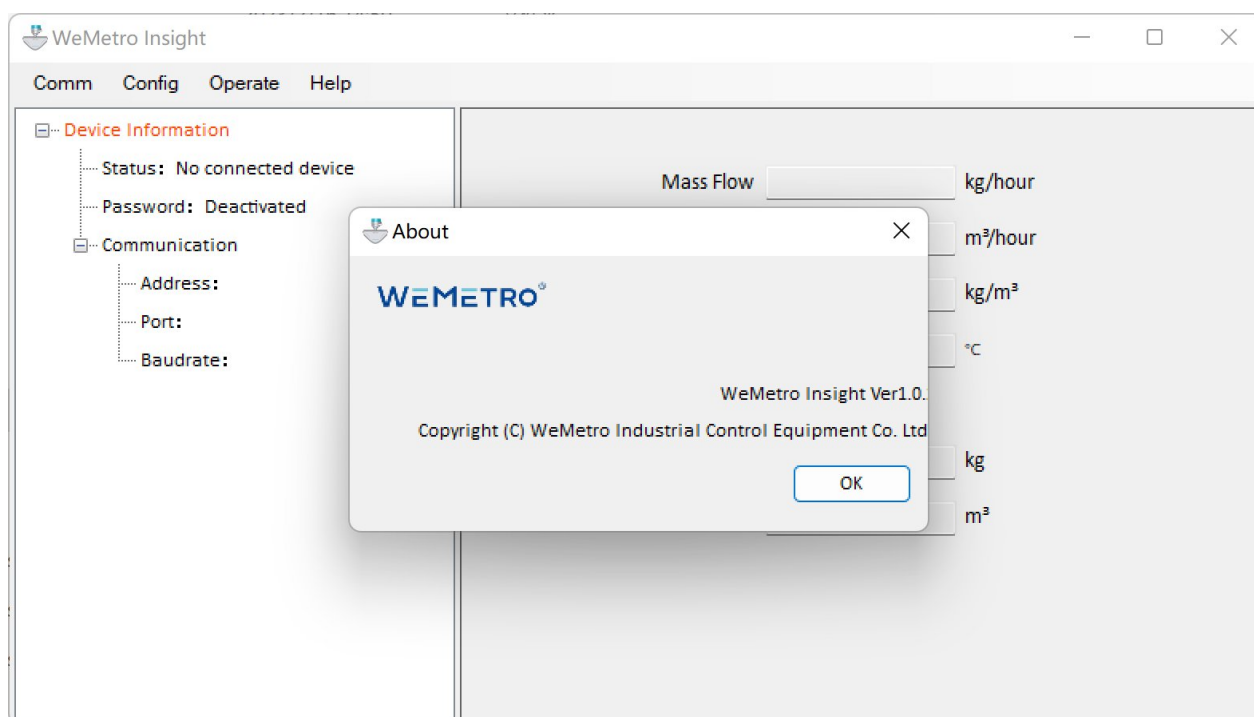 WeMetro Insight
Comm Config Operate Help
Device Information
Status: No connected device
Password: Deactivated
Communication
Address:
Port:
Baudrate:
Mass Flow kg/hour
m³/hour
kg/m³
°C
kg
m³
About
WEMETRO®
WeMetro Insight Ver1.0.
Copyright (C) WeMetro Industrial Control Equipment Co. Ltd
OK